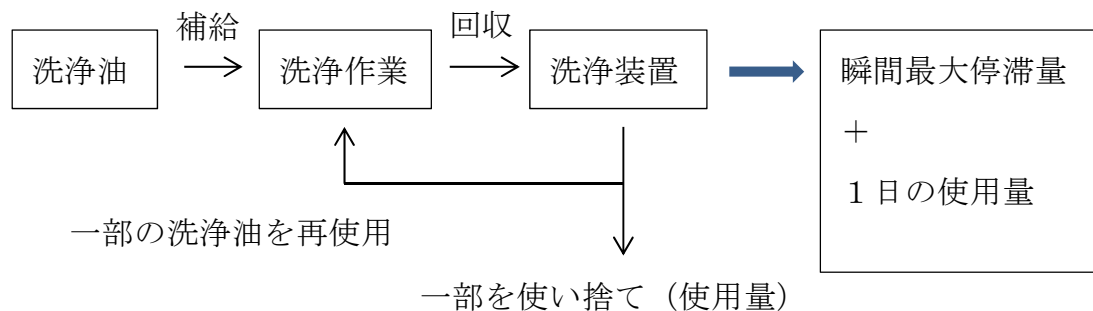 補給
回収
洗浄油
洗浄作業
洗浄装置
瞬間最大停滞量
＋
１日の使用量
一部の洗浄油を再使用
一部を使い捨て（使用量）